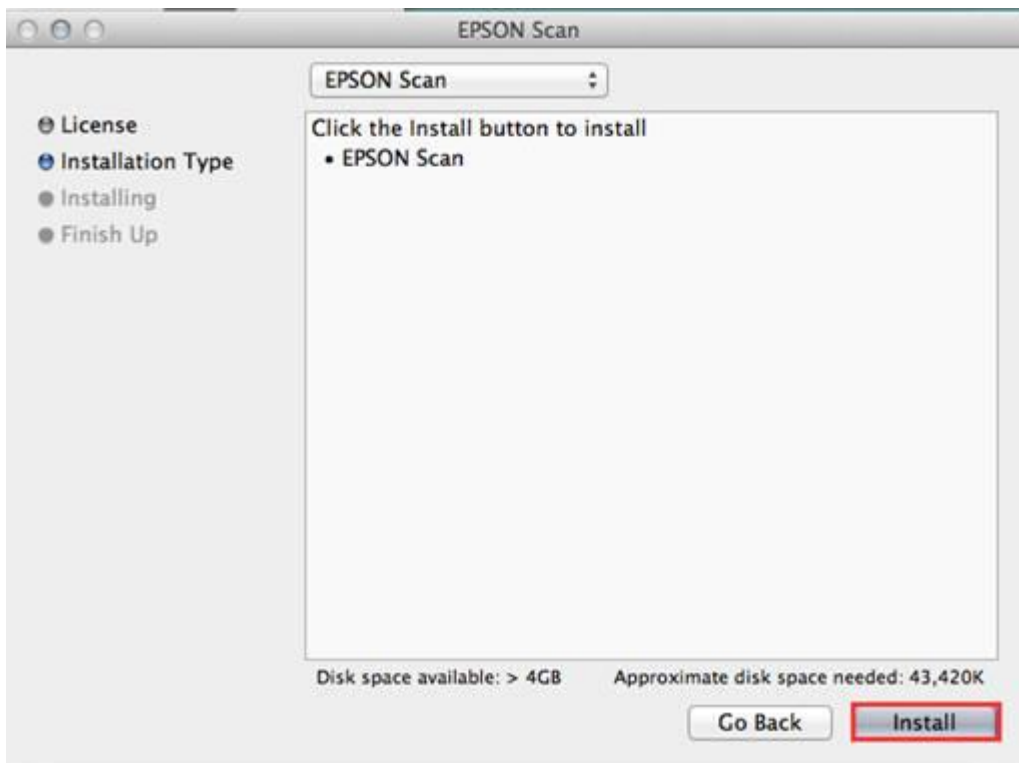 EPSON Scan
EPSON Scan
License
Installation Type
Installing
Finish Up
Click the Install button to install
• EPSON Scan
Disk space available: > 4GB
Approximate disk space needed: 43,420K
Go Back
Install